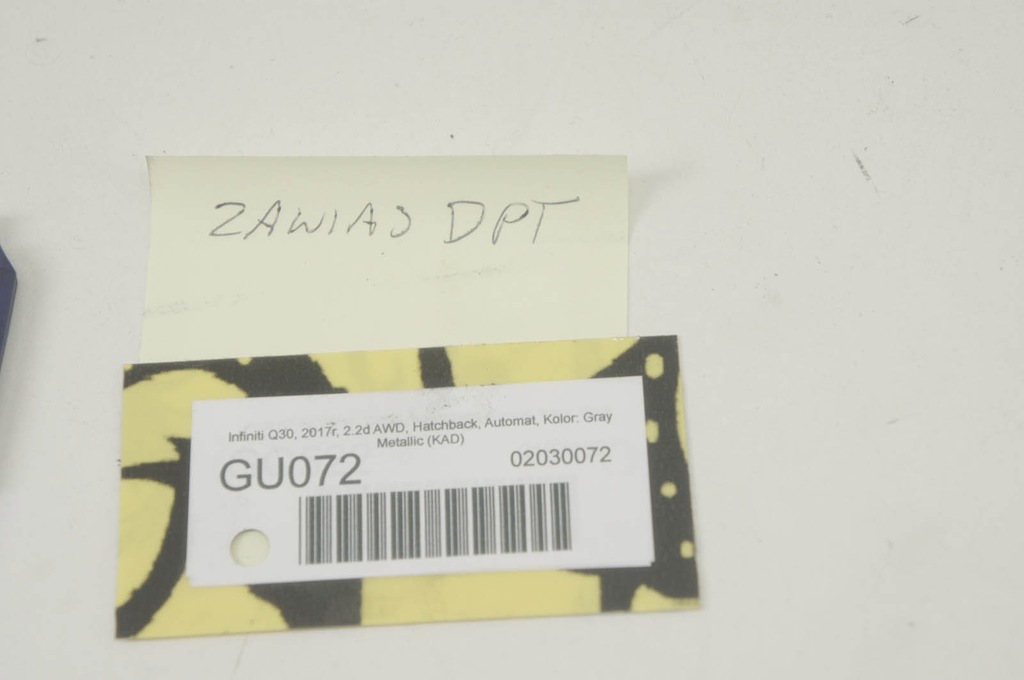 ZAWIAS DPT
Infiniti Q30, 2017r, 2.2d AWD, Hatchback, Automat, Kolor: Gray
Metallic (KAD)
GU072
02030072